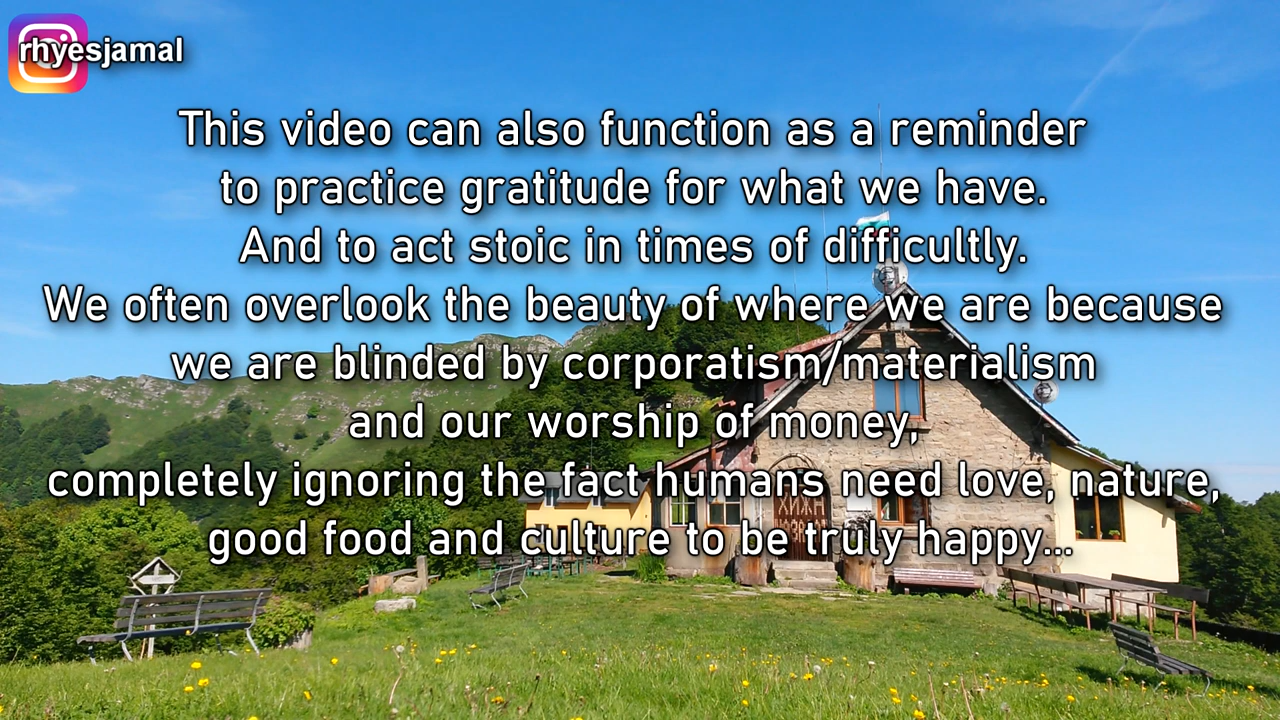 rhyesjamal
This video can also function as a reminder
to practice gratitude for what we have.
And to act stoic in times of difficultly.
We often overlook the beauty of where we are because
we are blinded by corporatism/materialism
and our worship of money,
completely ignoring the fact humans need love, nature,
good food and culture to be truly happy...